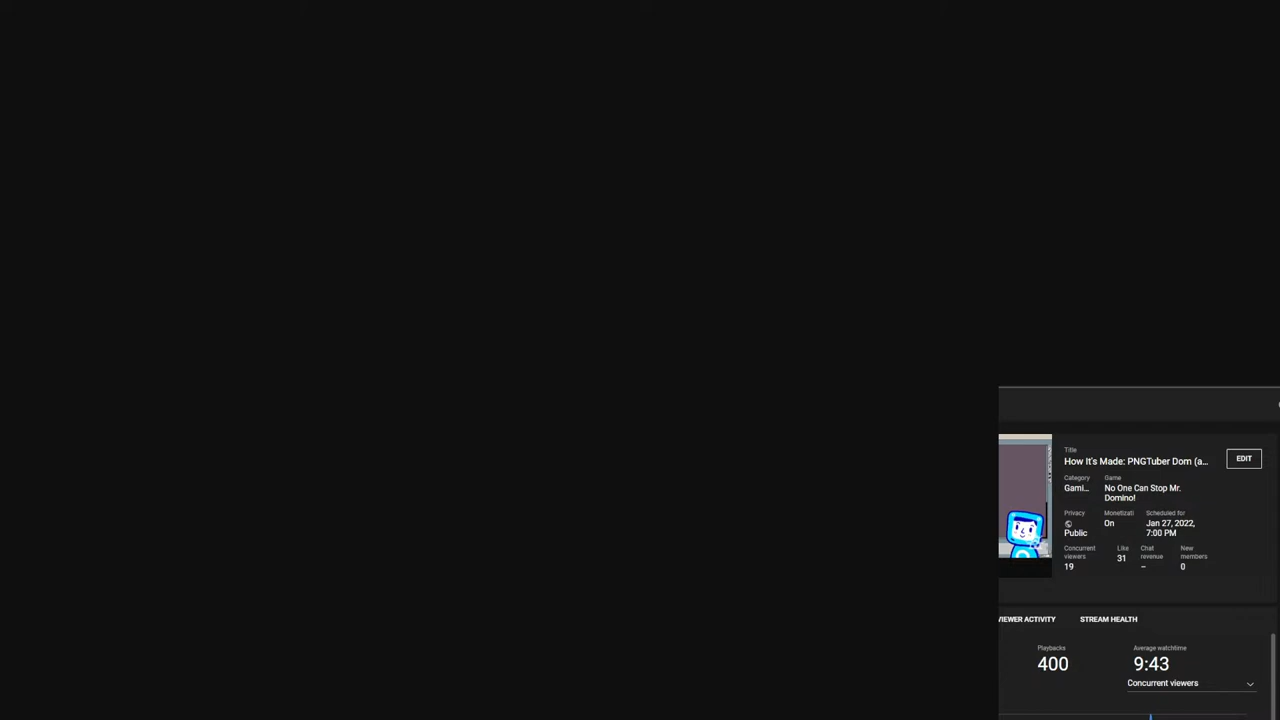 Title
How It's Made: PNGTuber Dom (a...
EDIT
Category Game
Gami... No One Can Stop Mr.
Domino!
Privacy Monetizati Scheduled for
On Jan 27, 2022,
Public 7:00 PM
Concurrent viewers Like Chat revenue New members
19 31 – 0
VIEWER ACTIVITY STREAM HEALTH
Playbacks Average watchtime
400 9:43
Concurrent viewers